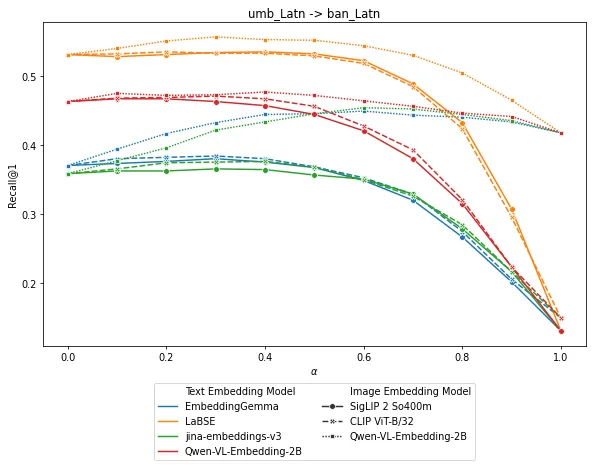 umb_Latn -> ban_Latn
Recall@1
0.5
0.4
0.3
0.2
0.0 0.2 0.4 0.6 0.8 1.0
α
Text Embedding Model Image Embedding Model
EmbeddingGemma SigLIP 2 So400m
LaBSE CLIP ViT-B/32
jina-embeddings-v3 Qwen-VL-Embedding-2B
Qwen-VL-Embedding-2B